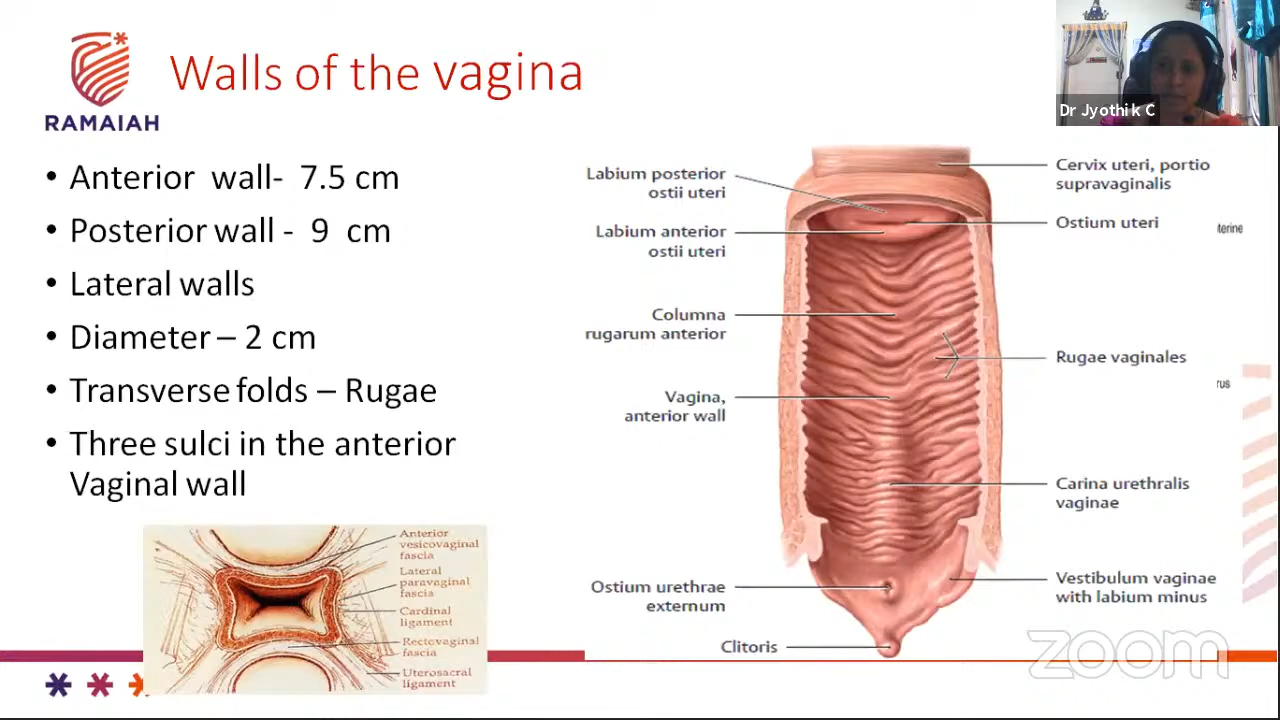 Walls of the vagina
RAMAIAH
Dr Jyothik C
• Anterior wall- 7.5 cm
• Posterior wall - 9 cm
• Lateral walls
• Diameter – 2 cm
• Transverse folds – Rugae
• Three sulci in the anterior
Vaginal wall
Anterior
vesicovaginal
fascia
Lateral
paravaginal
fascia
Cardinal
ligament
Rectovaginal
fascia
Uterosacral
ligament
Labium posterior
ostii uteri
Labium anterior
ostii uteri
Columna
rugarum anterior
Vagina,
anterior wall
Ostium urethrae
externum
Clitoris
Cervix uteri, portio
supravaginalis
Ostium uteri
Rugae vaginales
Carina urethralis
vaginae
Vestibulum vaginae
with labium minus
terine
rus
zoom